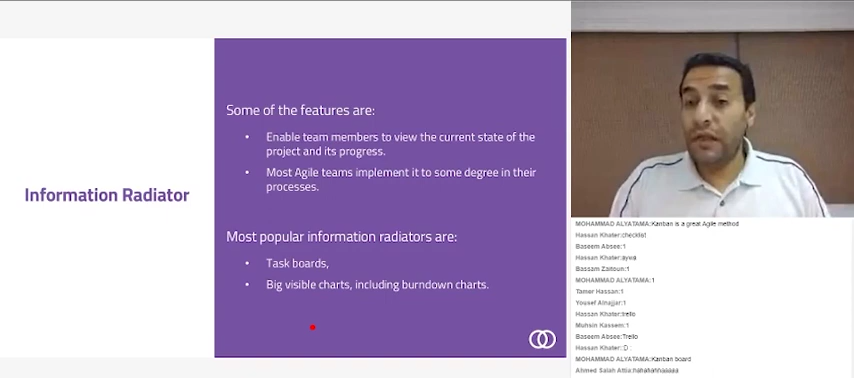 Information Radiator
Some of the features are:
• Enable team members to view the current state of the
project and its progress.
• Most Agile teams implement it to some degree in their
processes.
Most popular information radiators are:
• Task boards,
• Big visible charts, including burndown charts.
MOHAMMAD ALYATAMA:Kanban is a great Agile method
Hassan Khater:checklist
Baseem Absee:1
Hassan Khater:aywa
Bassam Zaitoun:1
MOHAMMAD ALYATAMA:1
Tamer Hassan:1
Yousef Alnajjar:1
Hassan Khater:trello
Muhsin Kassem:1
Baseem Absee:Trello
Hassan Khater::D :
MOHAMMAD ALYATAMA:Kanban board
Ahmed Salah Attia:hahahahhaaaaa